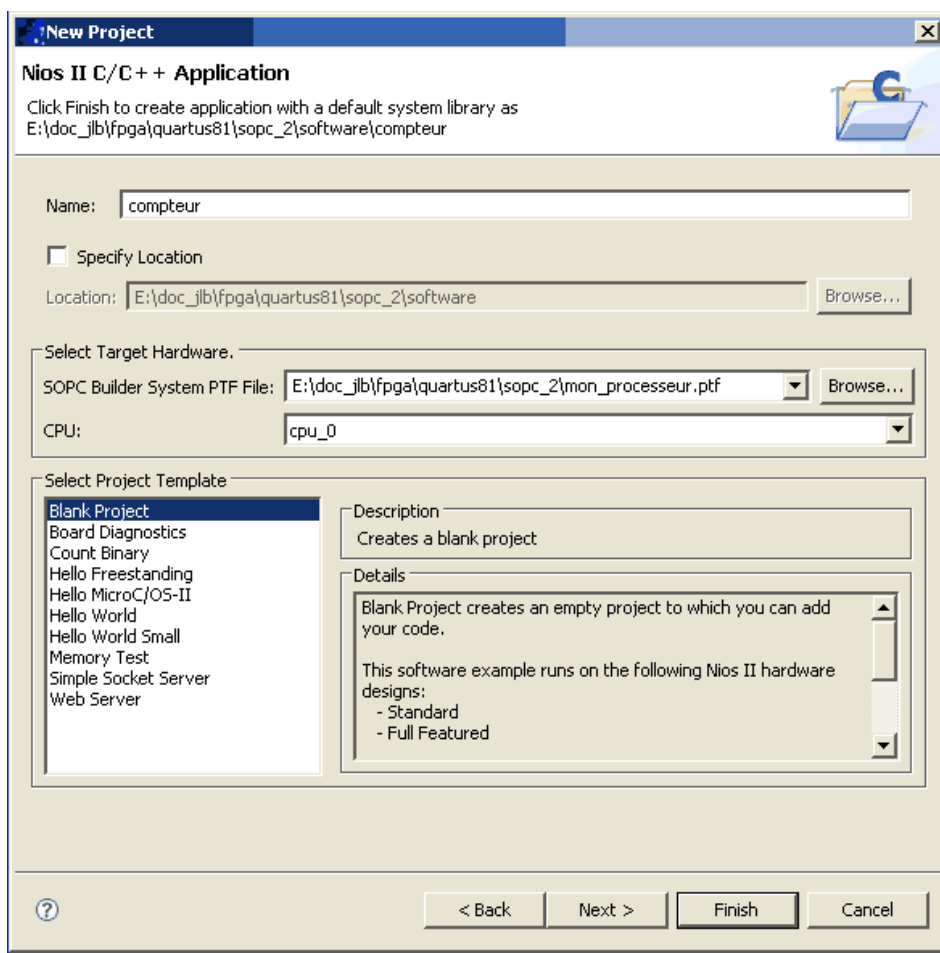 New Project
Nios II C/C++ Application
Click Finish to create application with a default system library as
E:\doc_jlb\fpga\quartus81\sopc_2\software\compteur
Name: compteur
Specify Location
Location: E:\doc_jlb\fpga\quartus81\sopc_2\software Browse...
Select Target Hardware.
SOPC Builder System PTF File: E:\doc_jlb\fpga\quartus81\sopc_2\mon_processeur.ptf Browse...
CPU: cpu_0
Select Project Template
Blank Project
Board Diagnostics
Count Binary
Hello Freestanding
Hello MicroC/OS-II
Hello World
Hello World Small
Memory Test
Simple Socket Server
Web Server
Description
Creates a blank project
Details
Blank Project creates an empty project to which you can add
your code.
This software example runs on the following Nios II hardware
designs:
- Standard
- Full Featured
< Back Next > Finish Cancel